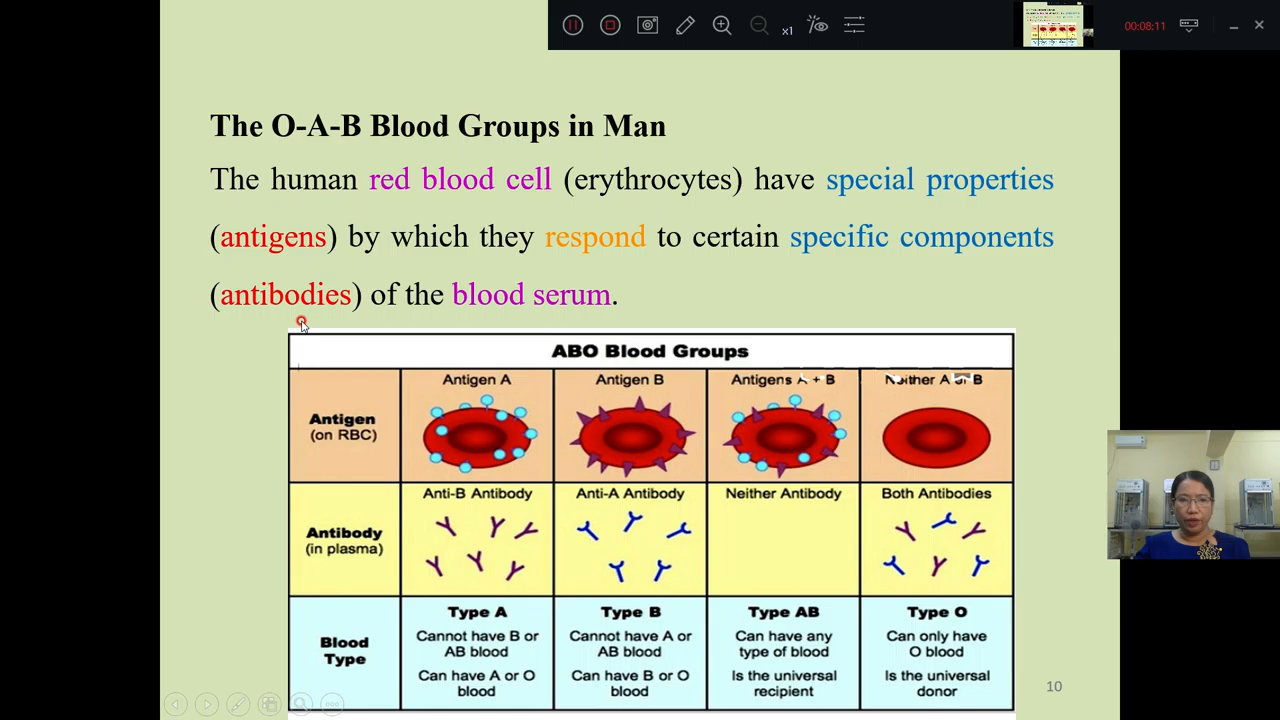 x1
00:08:11
The O-A-B Blood Groups in Man
The human red blood cell (erythrocytes) have special properties
(antigens) by which they respond to certain specific components
(antibodies) of the blood serum.
ABO Blood Groups
Antigen
(on RBC)
Antigen A
Antigen B
Antigens A + B
Neither A or B
Antibody
(in plasma)
Anti-B Antibody
Anti-A Antibody
Neither Antibody
Both Antibodies
Blood
Type
Type A
Cannot have B or
AB blood
Can have A or O
blood
Type B
Cannot have A or
AB blood
Can have B or O
blood
Type AB
Can have any
type of blood
Is the universal
recipient
Type O
Can only have
O blood
Is the universal
donor
10